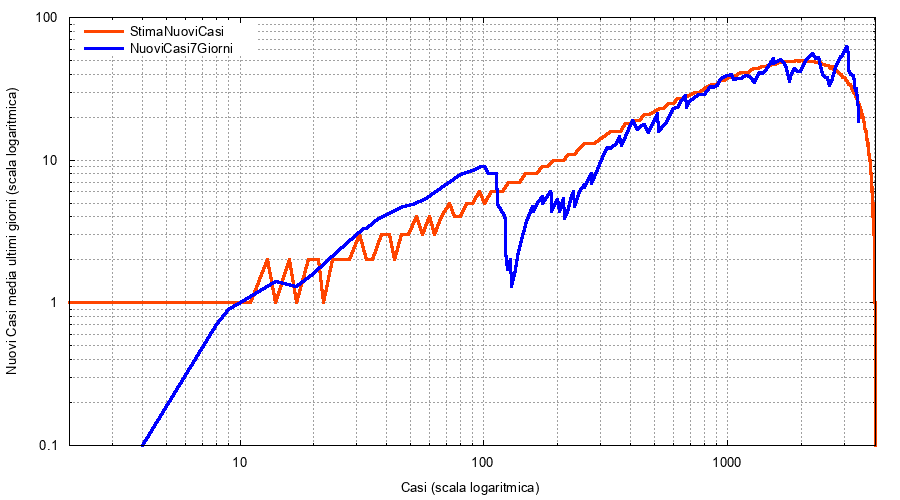 100
StimaNuoviCasi
NuoviCasi7Giorni
Nuovi Casi media ultimi giorni (scala logaritmica)
10
1
0.1
10
100
1000
Casi (scala logaritmica)